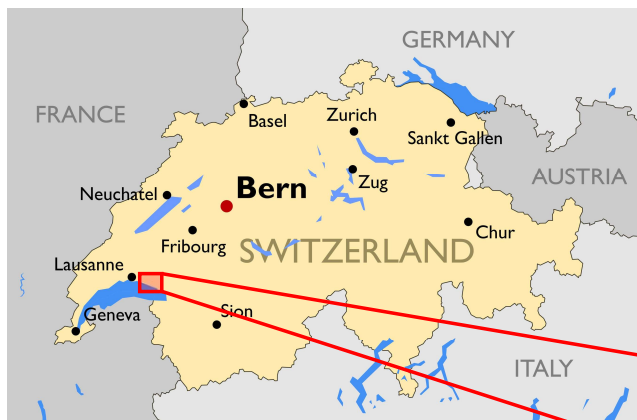 GERMANY
FRANCE
Basel
Zurich
Sankt Gallen
AUSTRIA
Zug
Neuchatel
Bern
Fribourg
Chur
SWITZERLAND
Lausanne
Geneva
Sion
ITALY